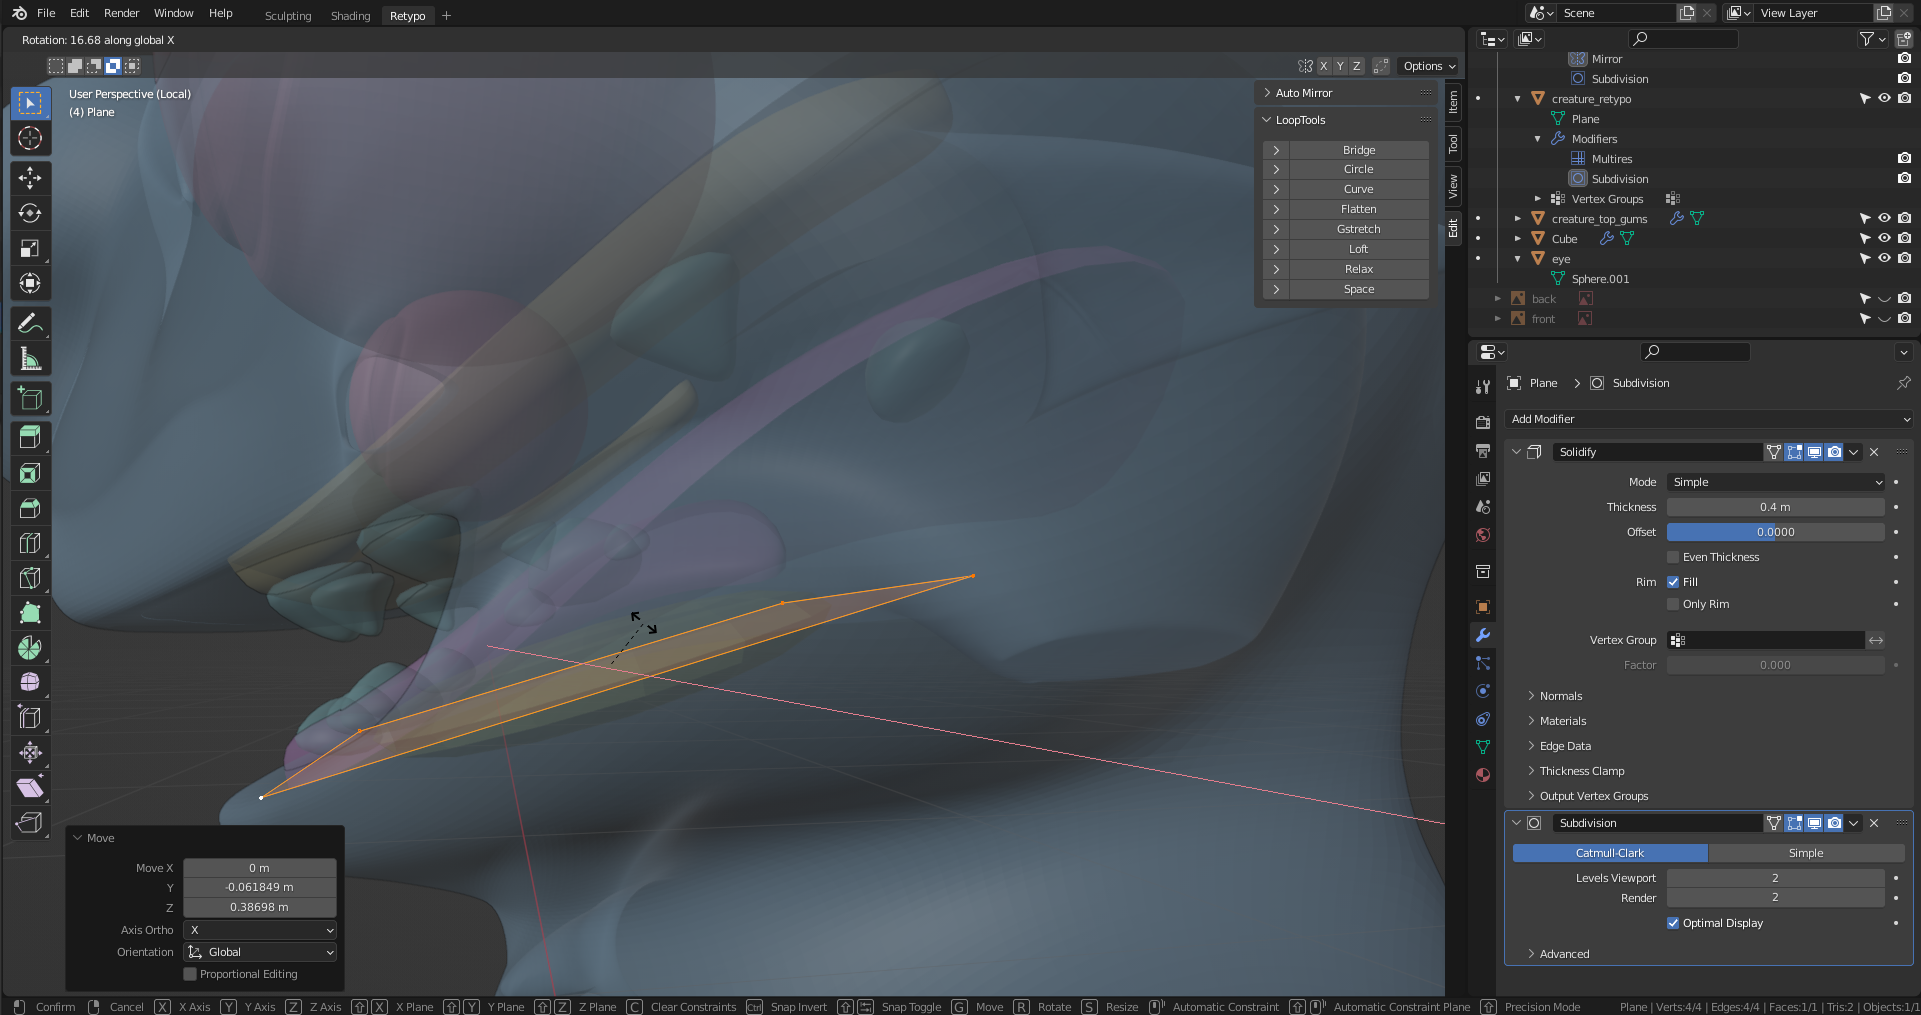 File Edit Render Window Help Sculpting Shading Retypo +
Scene
View Layer
Rotation: 16.68 along global X
X Y Z Options
User Perspective (Local)
(4) Plane
Auto Mirror
LoopTools
Bridge
Circle
Curve
Flatten
Gstretch
Loft
Relax
Space
Item
Tool
View
Edit
Mirror
Subdivision
creature_retypo
Plane
Modifiers
Multires
Subdivision
Vertex Groups
creature_top_gums
Cube
eye
Sphere.001
back
front
Plane > Subdivision
Add Modifier
Solidify
Mode Simple
Thickness 0.4 m
Offset 0.0000
Even Thickness
Rim Fill
Only Rim
Vertex Group
Factor 0.000
Normals
Materials
Edge Data
Thickness Clamp
Output Vertex Groups
Subdivision
Catmull-Clark Simple
Levels Viewport 2
Render 2
Optimal Display
Advanced
Move
Move X 0 m
Y -0.061849 m
Z 0.38698 m
Axis Ortho X
Orientation Global
Proportional Editing
Confirm Cancel X X Axis Y Y Axis Z Z Axis X X Plane Y Y Plane Z Z Plane C Clear Constraints Ctrl Snap Invert Snap Toggle G Move R Rotate S Resize Automatic Constraint Automatic Constraint Plane Precision Mode Plane | Verts:4/4 | Edges:4/4 | Faces:1/1 | Tris:2 | Objects:1/1